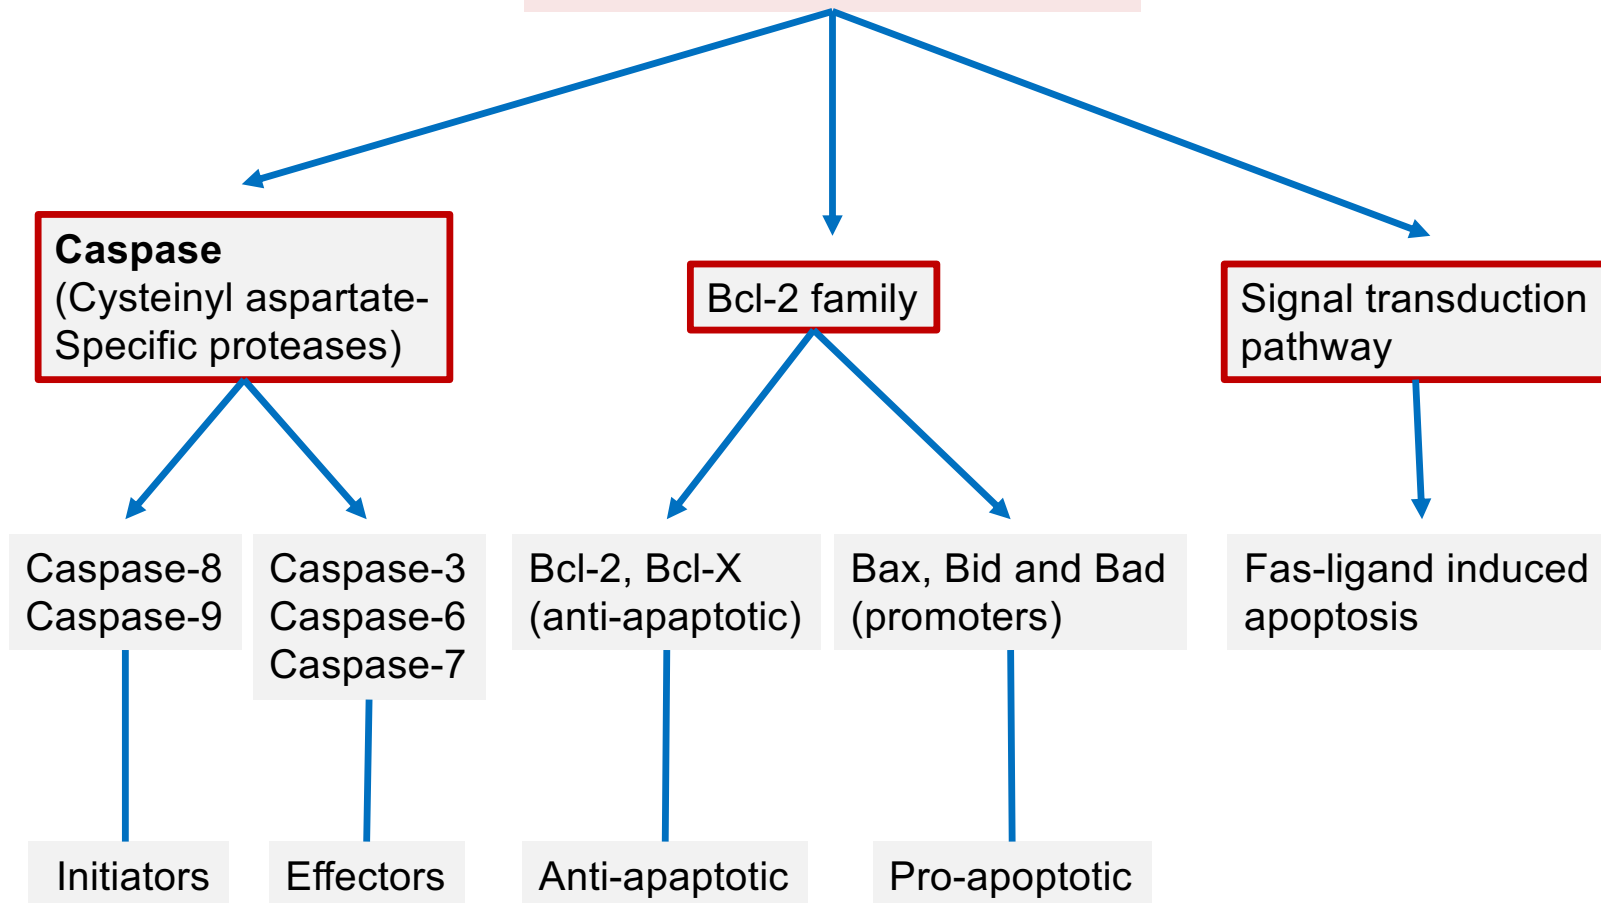 Caspase
(Cysteinyl aspartate-
Specific proteases)
Bcl-2 family
Signal transduction
pathway
Caspase-8
Caspase-9
Caspase-3
Caspase-6
Caspase-7
Bcl-2, Bcl-X
(anti-apaptotic)
Bax, Bid and Bad
(promoters)
Fas-ligand induced
apoptosis
Initiators
Effectors
Anti-apaptotic
Pro-apoptotic